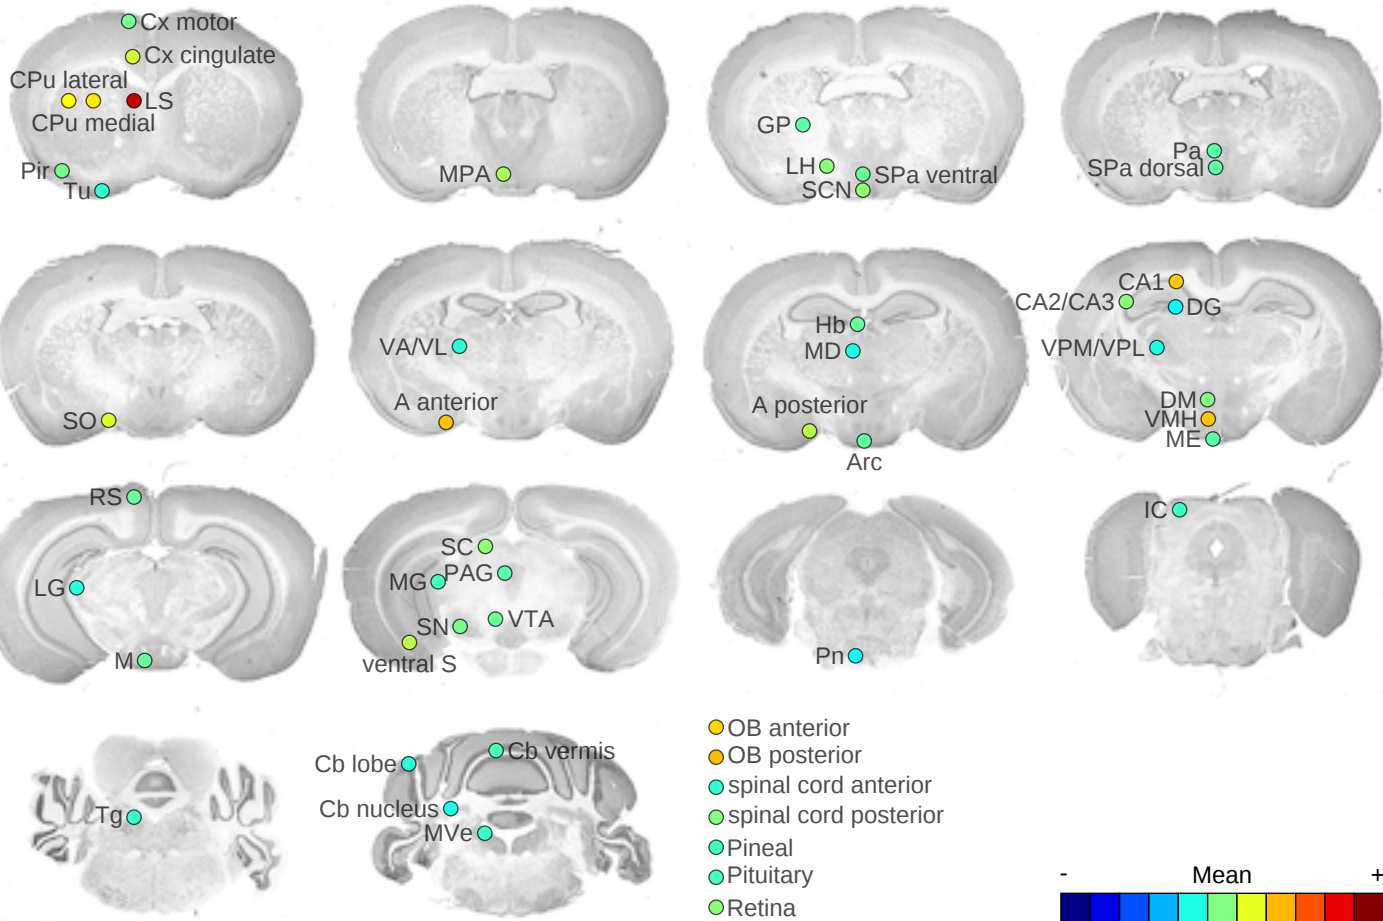 Cx motor
Cx cingulate
CPu lateral
LS
CPu medial
Pir
Tu
MPA
GP
LH
SPa ventral
SCN
Pa
SPa dorsal
SO
VA/VL
A anterior
Hb
MD
A posterior
Arc
CA1
CA2/CA3
DG
VPM/VPL
DM
VMH
ME
RS
LG
M
SC
MG
PAG
SN
VTA
ventral S
Pn
IC
Tg
Cb lobe
Cb vermis
Cb nucleus
MVe
OB anterior
OB posterior
spinal cord anterior
spinal cord posterior
Pineal
Pituitary
Retina
- Mean +